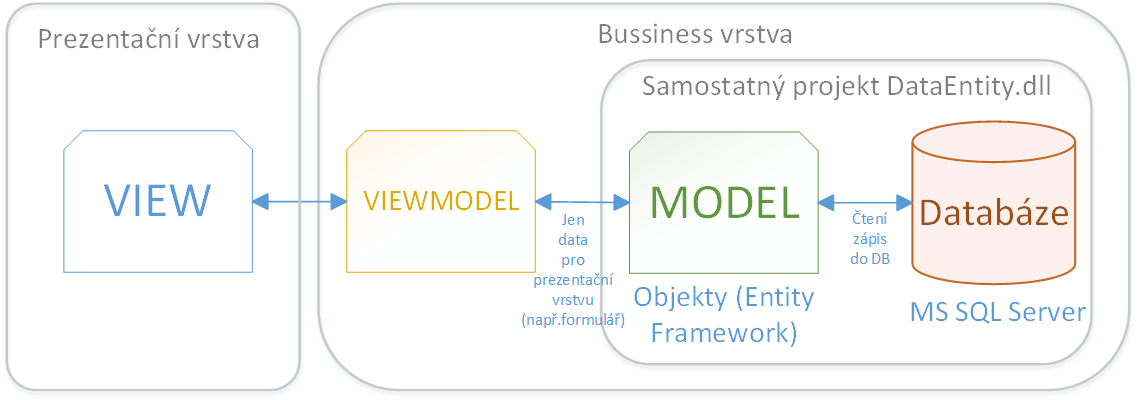 Prezentační vrstva
Bussiness vrstva
Samostatný projekt DataEntity.dll
VIEW
VIEWMODEL
MODEL
Databáze
Jen
data
pro
prezentační
vrstvu
(např.formulář)
Čtení
zápis
do DB
Objekty (Entity
Framework)
MS SQL Server